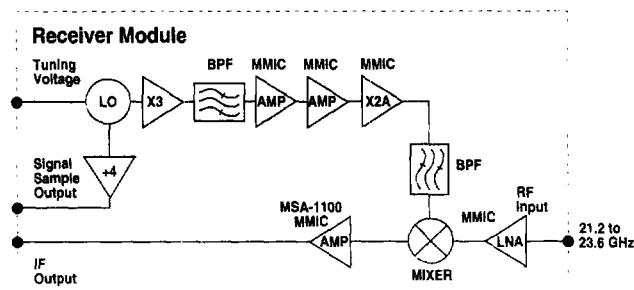 Receiver Module
Tuning
Voltage
BPF
MMIC
MMIC
MMIC
LO
X3
AMP
AMP
X2A
Signal
Sample
Output
+4
BPF
RF
Input
MSA-1100
MMIC
MMIC
AMP
LNA
21.2 to
23.6 GHz
MIXER
IF
Output